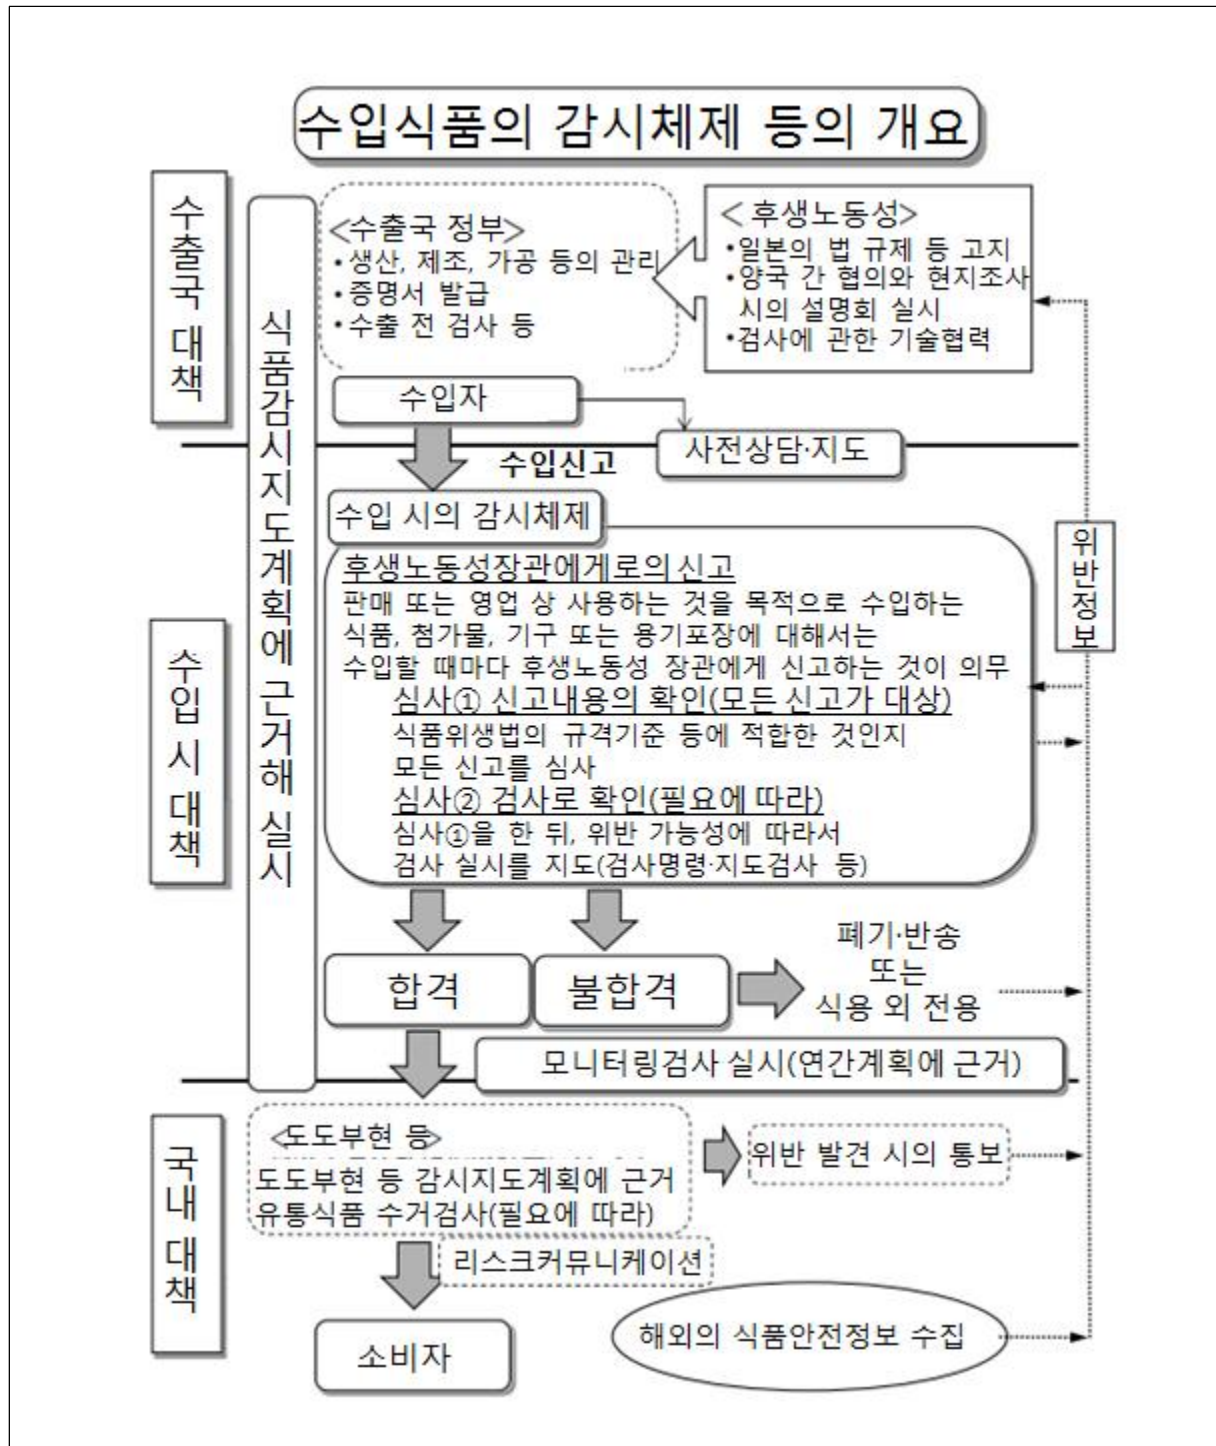 수입식품의 감시체제 등의 개요
수출국 대책
식품감시지도계획에 근거해 실시
<수출국 정부>
•생산, 제조, 가공 등의 관리
•증명서 발급
•수출 전 검사 등
< 후생노동성>
•일본의 법 규제 등 고지
•양국 간 협의와 현지조사
시의 설명회 실시
•검사에 관한 기술협력
수입자
사전상담·지도
수입신고
수입 시 대책
수입 시의 감시체제
후생노동성장관에게로의 신고
판매 또는 영업 상 사용하는 것을 목적으로 수입하는
식품, 첨가물, 기구 또는 용기포장에 대해서는
수입할 때마다 후생노동성 장관에게 신고하는 것이 의무
심사① 신고내용의 확인(모든 신고가 대상)
식품위생법의 규격기준 등에 적합한 것인지
모든 신고를 심사
심사② 검사로 확인(필요에 따라)
심사①을 한 뒤, 위반 가능성에 따라서
검사 실시를 지도(검사명령·지도검사 등)
위반정보
합격
불합격
폐기·반송
또는
식용 외 전용
모니터링검사 실시(연간계획에 근거)
국내 대책
<도도부현 등>
도도부현 등 감시지도계획에 근거
유통식품 수거검사(필요에 따라)
위반 발견 시의 통보
리스크커뮤니케이션
소비자
해외의 식품안전정보 수집